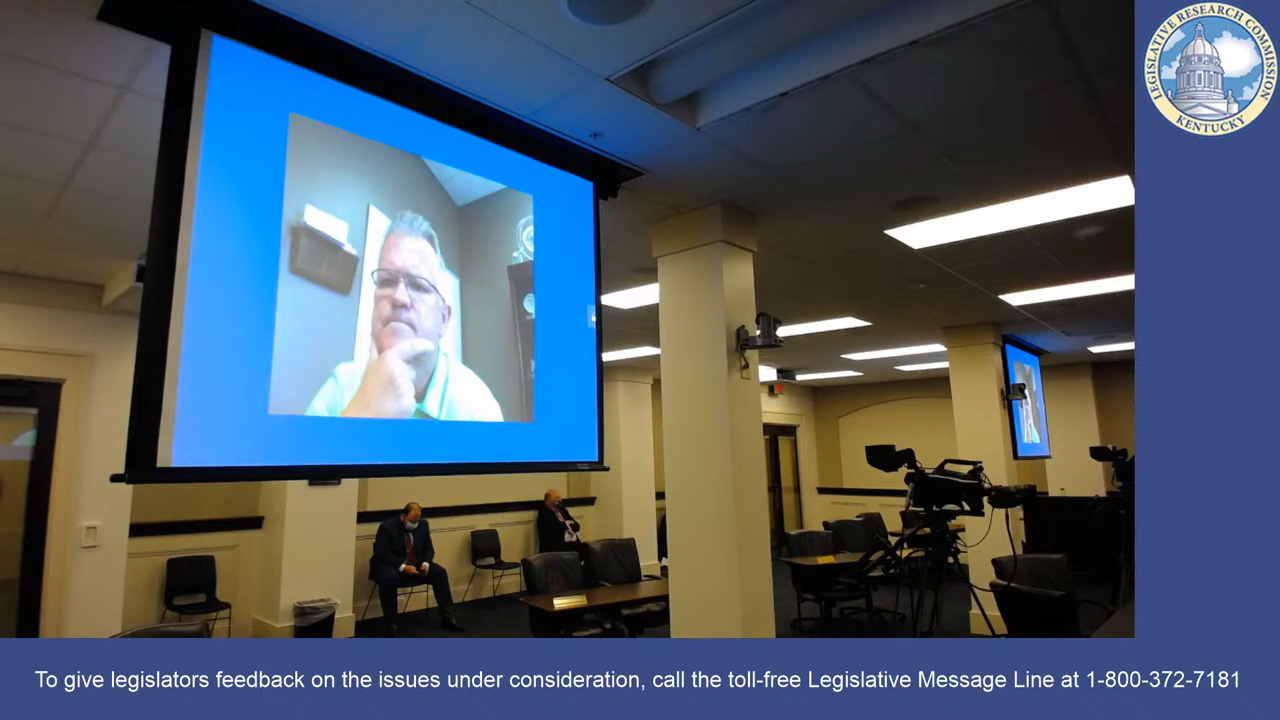 LEGISLATIVE RESEARCH COMMISSION
KENTUCKY
To give legislators feedback on the issues under consideration, call the toll-free Legislative Message Line at 1-800-372-7181